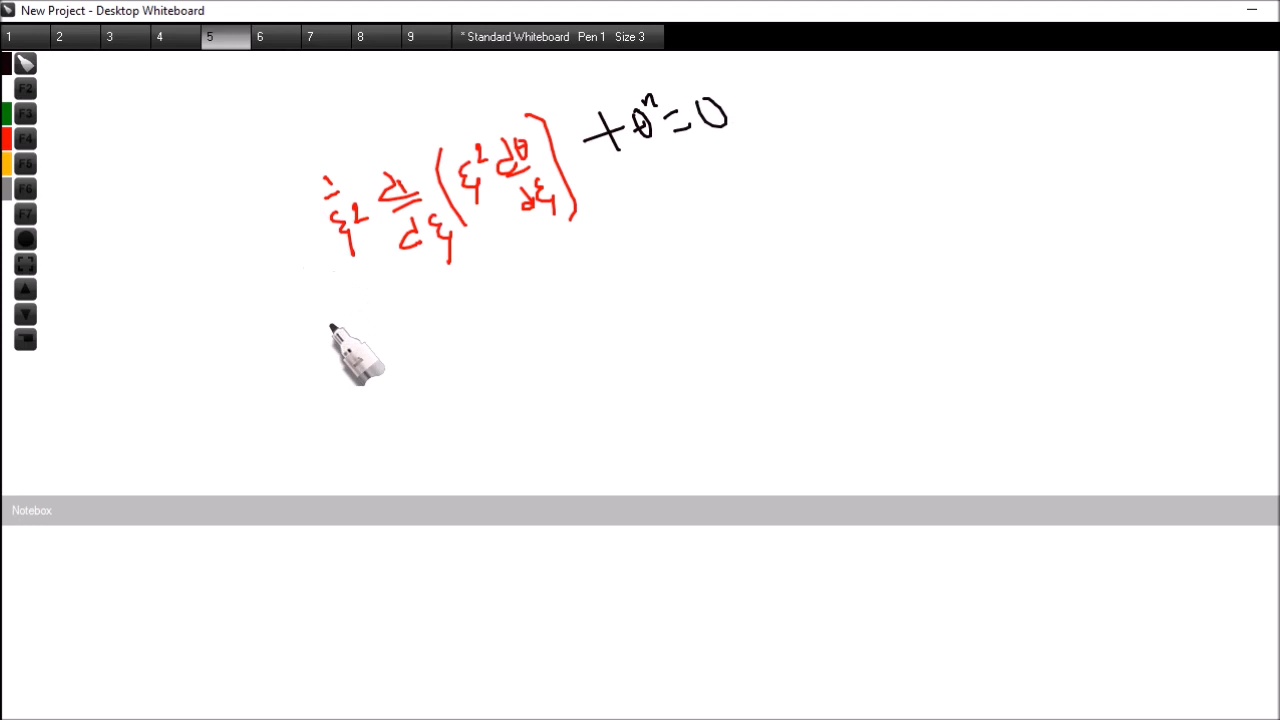 New Project - Desktop Whiteboard
1 2 3 4 5 6 7 8 9 * Standard Whiteboard Pen 1 Size 3
F2
F3
F4
F5
F6
F7
1/ξ² d/dξ (ξ² dθ/dξ) + θⁿ = 0
Notebox